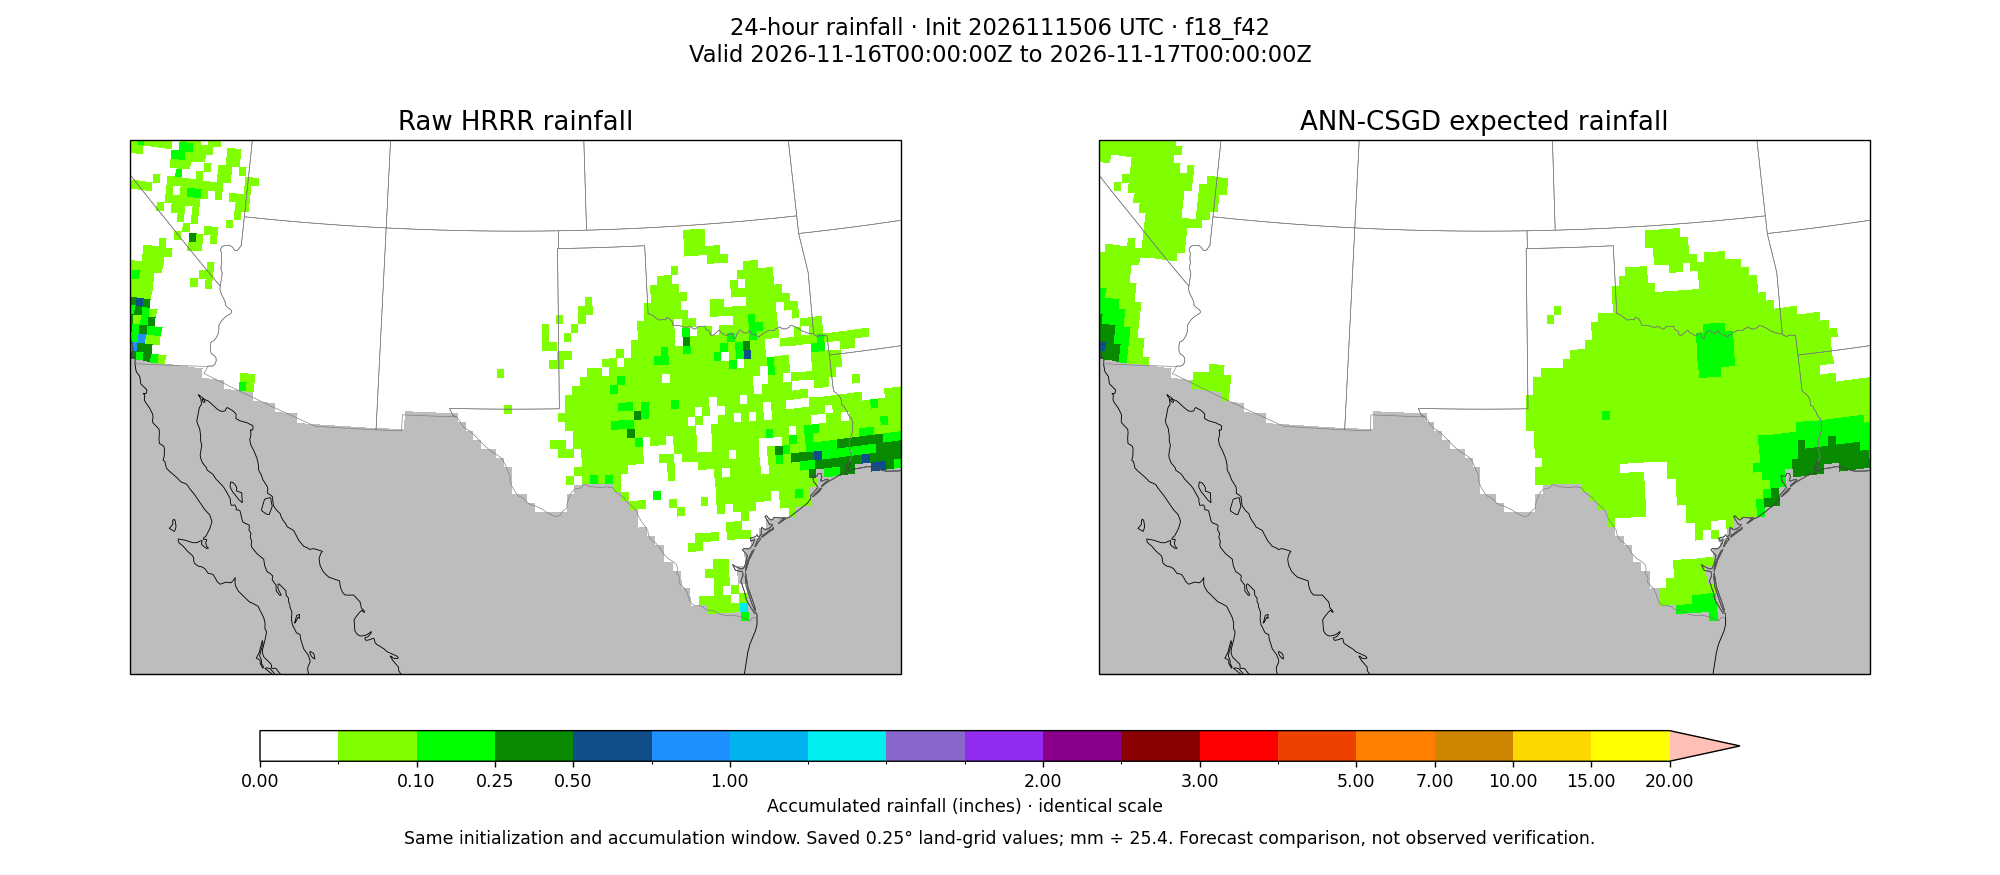 24-hour rainfall · Init 2026111506 UTC · f18_f42
Valid 2026-11-16T00:00:00Z to 2026-11-17T00:00:00Z
Raw HRRR rainfall
ANN-CSGD expected rainfall
0.00 0.10 0.25 0.50 1.00 2.00 3.00 5.00 7.00 10.00 15.00 20.00
Accumulated rainfall (inches) · identical scale
Same initialization and accumulation window. Saved 0.25° land-grid values; mm ÷ 25.4. Forecast comparison, not observed verification.